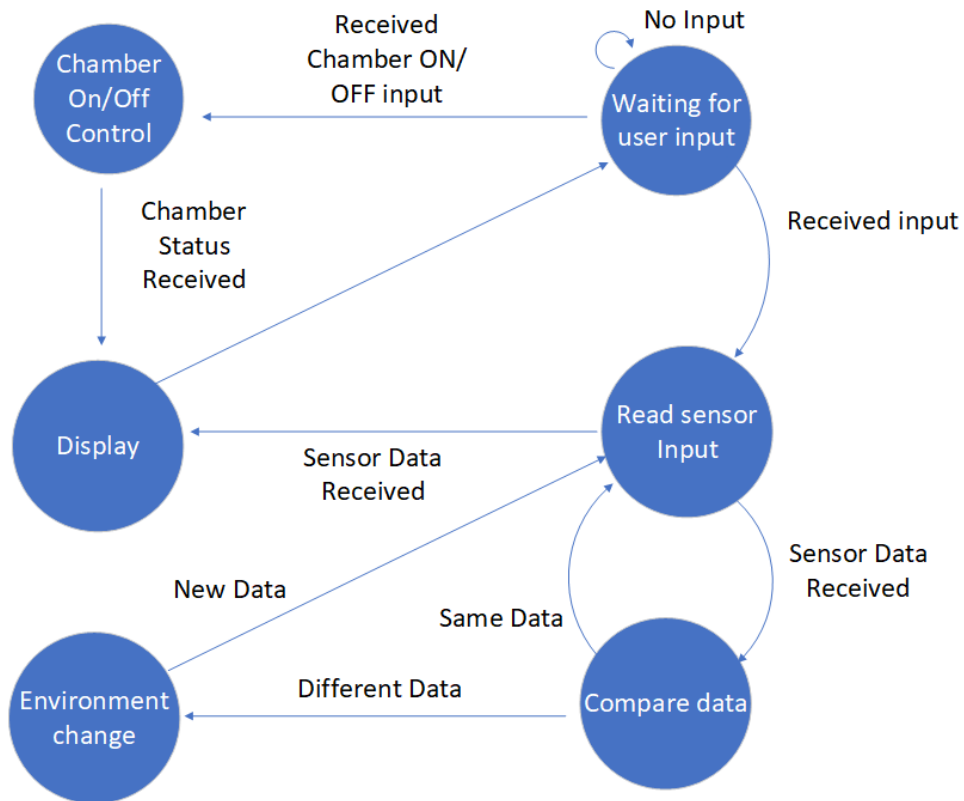 No Input
Received
Chamber ON/
OFF input
Chamber
On/Off
Control
Waiting for
user input
Chamber
Status
Received
Received input
Display
Read sensor
Input
Sensor Data
Received
New Data
Same Data
Sensor Data
Received
Environment
change
Different Data
Compare data